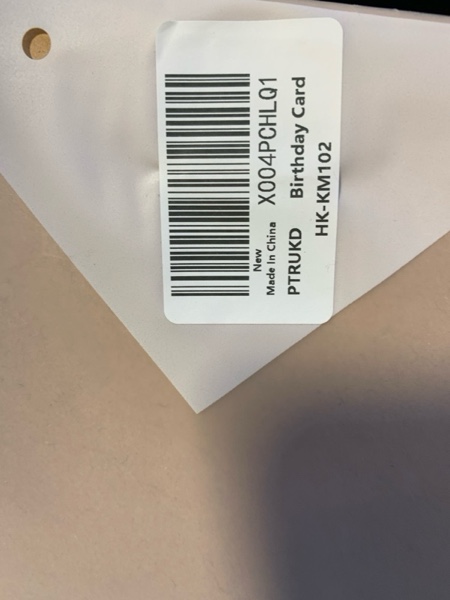 X004PCHLQ1
New
Made In China
PTRUKD Birthday Card
HK-KM102